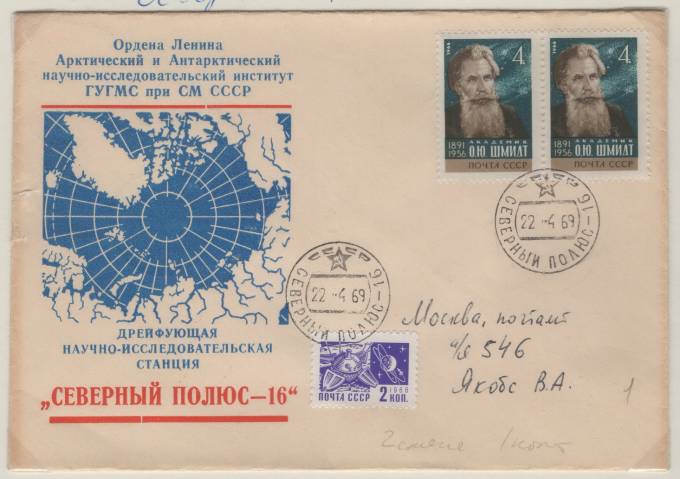 Ордена Ленина
Арктический и Антарктический
научно-исследовательский институт
ГУГМС при СМ СССР
ДРЕЙФУЮЩАЯ
НАУЧНО-ИССЛЕДОВАТЕЛЬСКАЯ
СТАНЦИЯ
„СЕВЕРНЫЙ ПОЛЮС—16“
1966 4
1891
1956
АКАДЕМИК
О.Ю. ШМИДТ
ПОЧТА СССР
1966 4
1891
1956
АКАДЕМИК
О.Ю. ШМИДТ
ПОЧТА СССР
СССР
22 -4 69
СЕВЕРНЫЙ ПОЛЮС-16
СССР
22 -4 69
СЕВЕРНЫЙ ПОЛЮС-16
1966
ПОЧТА СССР 2 КОП.
Москва, почтамт
а/я 546
Якобс В.А.
1